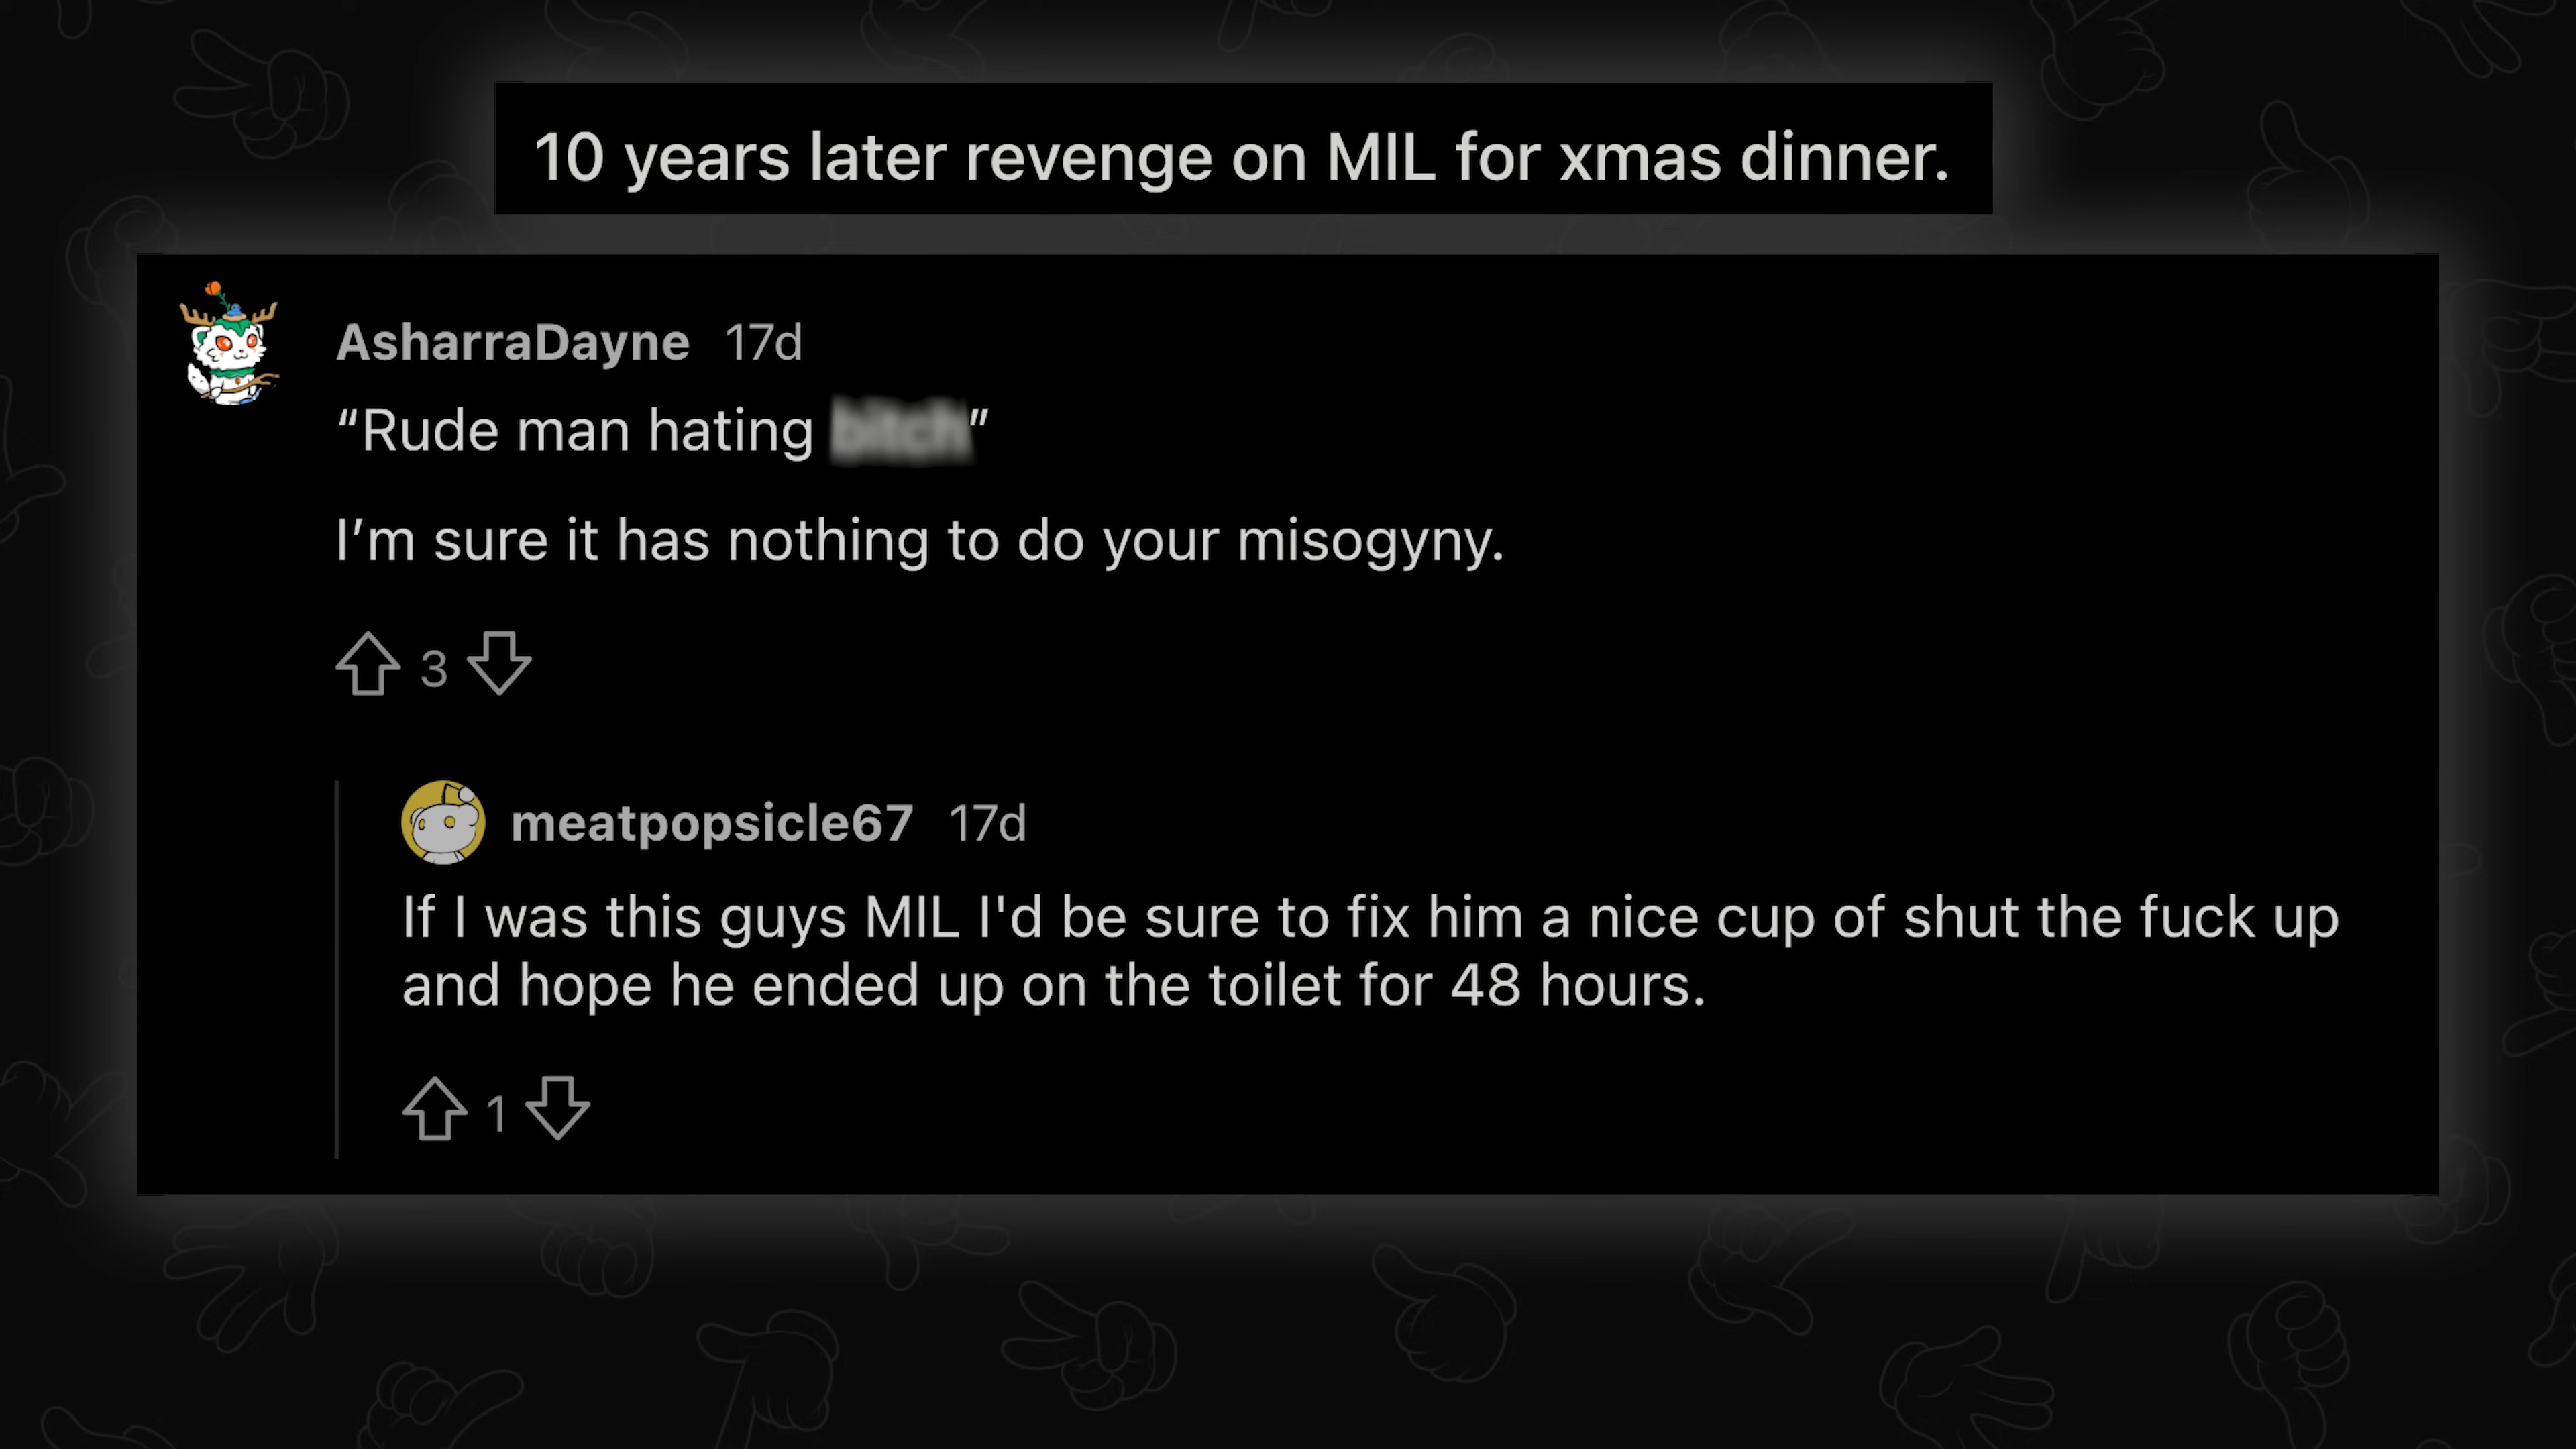 10 years later revenge on MIL for xmas dinner.
AsharraDayne 17d
“Rude man hating bitch”
I’m sure it has nothing to do your misogyny.
3
meatpopsicle67 17d
If I was this guys MIL I'd be sure to fix him a nice cup of shut the fuck up
and hope he ended up on the toilet for 48 hours.
1